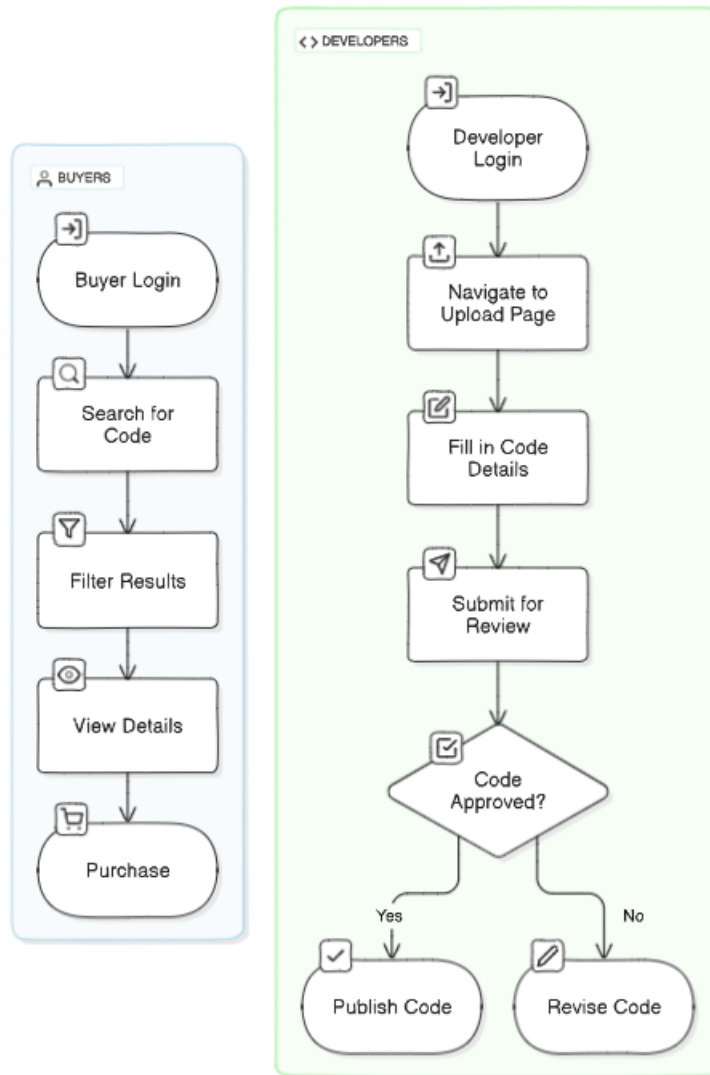 BUYERS
Buyer Login
Search for
Code
Filter Results
View Details
Purchase
<> DEVELOPERS
Developer
Login
Navigate to
Upload Page
Fill in Code
Details
Submit for
Review
Code
Approved?
Yes
No
Publish Code
Revise Code